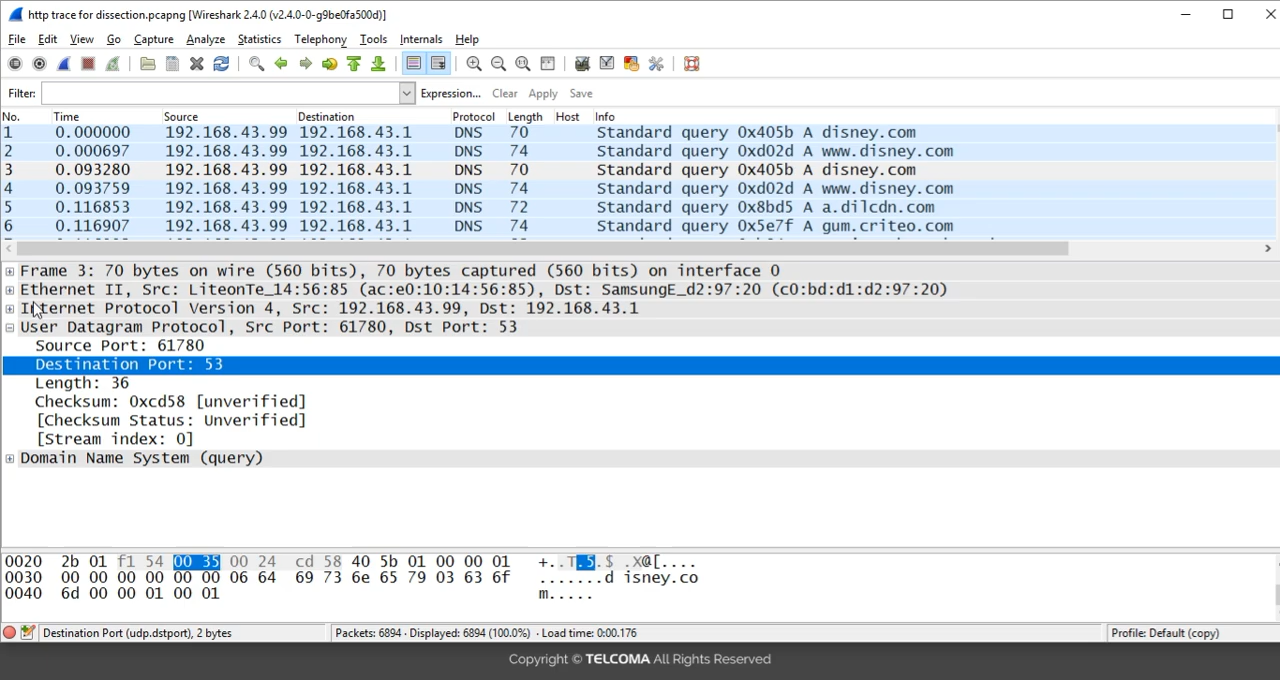 http trace for dissection.pcapng [Wireshark 2.4.0 (v2.4.0-0-g9be0fa500d)]
File Edit View Go Capture Analyze Statistics Telephony Tools Internals Help
Filter: Expression... Clear Apply Save
No. Time Source Destination Protocol Length Host Info
1 0.000000 192.168.43.99 192.168.43.1 DNS 70 Standard query 0x405b A disney.com
2 0.000697 192.168.43.99 192.168.43.1 DNS 74 Standard query 0xd02d A www.disney.com
3 0.093280 192.168.43.99 192.168.43.1 DNS 70 Standard query 0x405b A disney.com
4 0.093759 192.168.43.99 192.168.43.1 DNS 74 Standard query 0xd02d A www.disney.com
5 0.116853 192.168.43.99 192.168.43.1 DNS 72 Standard query 0x8bd5 A a.dilcdn.com
6 0.116907 192.168.43.99 192.168.43.1 DNS 74 Standard query 0x5e7f A gum.criteo.com
Frame 3: 70 bytes on wire (560 bits), 70 bytes captured (560 bits) on interface 0
Ethernet II, Src: LiteonTe_14:56:85 (ac:e0:10:14:56:85), Dst: SamsungE_d2:97:20 (c0:bd:d1:d2:97:20)
Internet Protocol Version 4, Src: 192.168.43.99, Dst: 192.168.43.1
User Datagram Protocol, Src Port: 61780, Dst Port: 53
Source Port: 61780
Destination Port: 53
Length: 36
Checksum: 0xcd58 [unverified]
[Checksum Status: Unverified]
[Stream index: 0]
Domain Name System (query)
0020 2b 01 f1 54 00 35 00 24 cd 58 40 5b 01 00 00 01 +..T.5.$ .X@[....
0030 00 00 00 00 00 00 06 64 69 73 6e 65 79 03 63 6f .......d isney.co
0040 6d 00 00 01 00 01 m.....
Destination Port (udp.dstport), 2 bytes Packets: 6894 · Displayed: 6894 (100.0%) · Load time: 0:00.176 Profile: Default (copy)
Copyright © TELCOMA All Rights Reserved